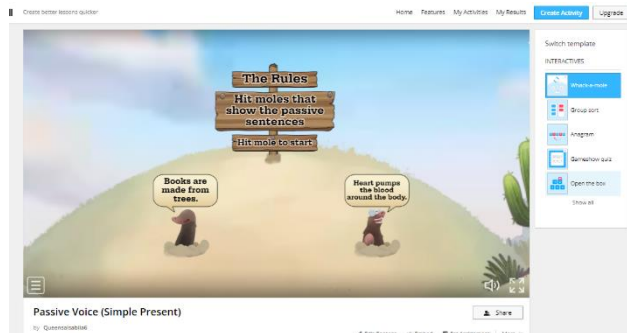 Create better lessons quicker
Home Features My Activities My Results Create Activity Upgrade
The Rules
Hit moles that
show the passive
sentences
Hit mole to start
Books are
made from
trees.
Heart pumps
the blood
around the body.
Switch template
INTERACTIVES
Whack-a-mole
Group sort
Anagram
Gameshow quiz
Open the box
Show all
Passive Voice (Simple Present)
Share
by